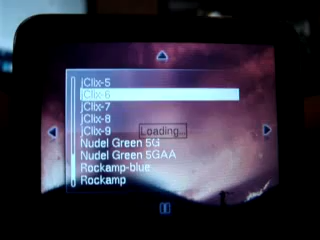 jClix-5
jClix-6
jClix-7
jClix-8
jClix-9
Loading...
Nudel Green 5G
Nudel Green 5GAA
Rockamp-blue
Rockamp